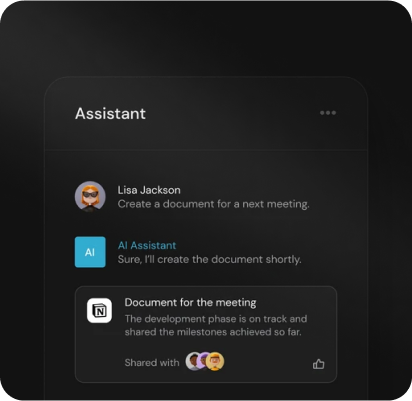 Assistant
Lisa Jackson
Create a document for a next meeting.
AI
AI Assistant
Sure, I'll create the document shortly.
N
Document for the meeting
The development phase is on track and
shared the milestones achieved so far.
Shared with